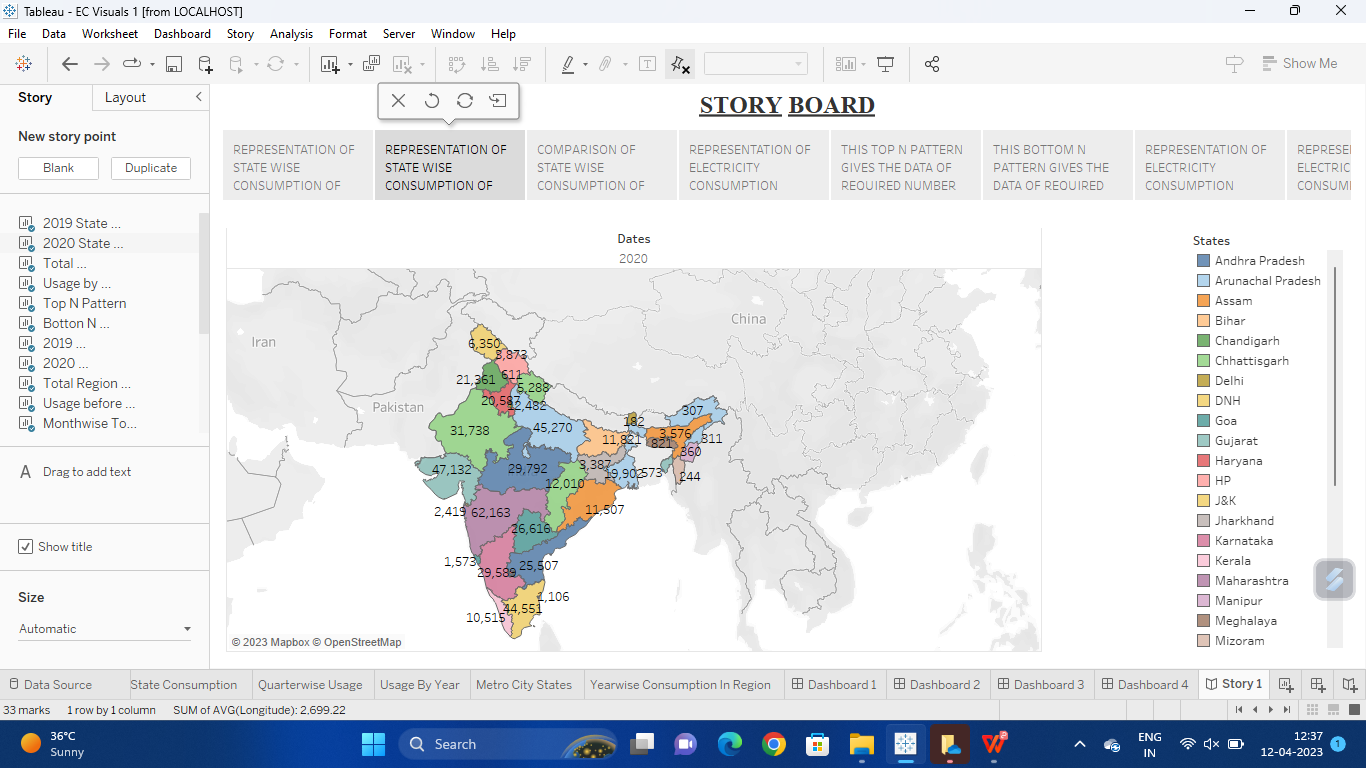 Tableau - EC Visuals 1 [from LOCALHOST]
File Data Worksheet Dashboard Story Analysis Format Server Window Help
Show Me
Story Layout
New story point
Blank Duplicate
2019 State ...
2020 State ...
Total ...
Usage by ...
Top N Pattern
Botton N ...
2019 ...
2020 ...
Total Region ...
Usage before ...
Monthwise To...
A Drag to add text
Show title
Size
Automatic
STORY BOARD
REPRESENTATION OF
STATE WISE
CONSUMPTION OF
REPRESENTATION OF
STATE WISE
CONSUMPTION OF
COMPARISON OF
STATE WISE
CONSUMPTION OF
REPRESENTATION OF
ELECTRICITY
CONSUMPTION
THIS TOP N PATTERN
GIVES THE DATA OF
REQUIRED NUMBER
THIS BOTTOM N
PATTERN GIVES THE
DATA OF REQUIRED
REPRESENTATION OF
ELECTRICITY
CONSUMPTION
REPRESE
ELECTRIC
CONSUM
Dates
2020
Iran
China
Pakistan
6,350
3,873
611
21,361
5,288
20,587
12,482
31,738
45,270
182
307
3,576
311
11,821
821
360
47,132
29,792
3,387
19,902
573
244
12,010
2,419
62,163
11,507
26,616
1,573
29,589
25,507
1,106
44,551
10,515
© 2023 Mapbox © OpenStreetMap
States
Andhra Pradesh
Arunachal Pradesh
Assam
Bihar
Chandigarh
Chhattisgarh
Delhi
DNH
Goa
Gujarat
Haryana
HP
J&K
Jharkhand
Karnataka
Kerala
Maharashtra
Manipur
Meghalaya
Mizoram
Data Source State Consumption Quarterwise Usage Usage By Year Metro City States Yearwise Consumption In Region Dashboard 1 Dashboard 2 Dashboard 3 Dashboard 4 Story 1
33 marks 1 row by 1 column SUM of AVG(Longitude): 2,699.22
36°C
Sunny
Search
ENG
IN
12:37
12-04-2023
1